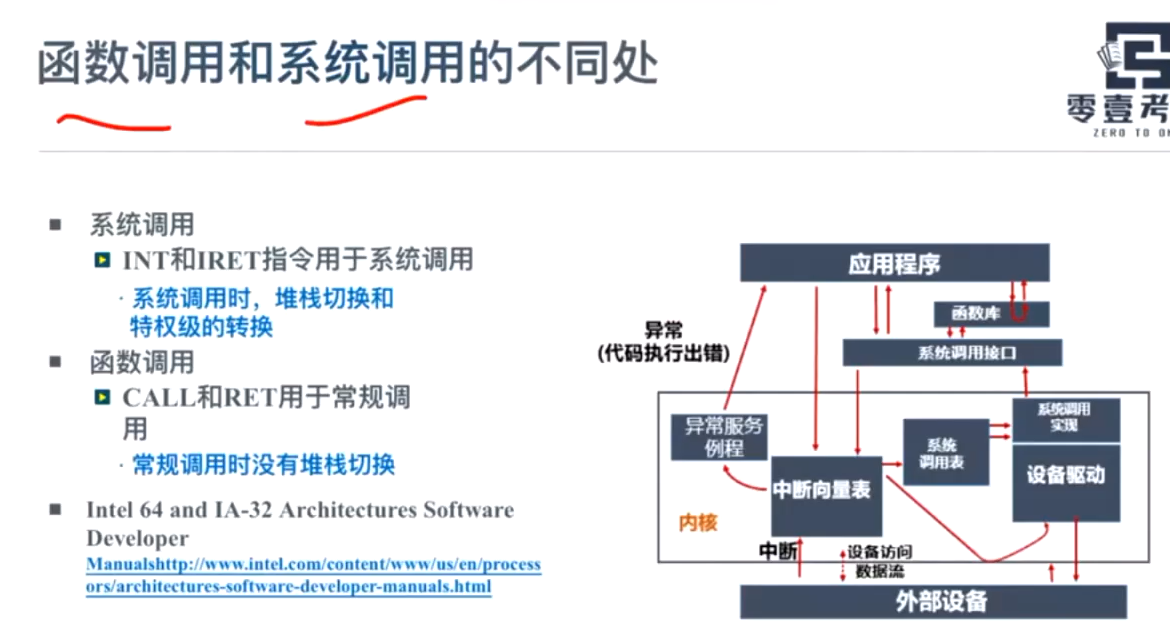 函数调用和系统调用的不同处
零壹考
ZERO TO
系统调用
INT和IRET指令用于系统调用
· 系统调用时，堆栈切换和
特权级的转换
函数调用
CALL和RET用于常规调
用
· 常规调用时没有堆栈切换
Intel 64 and IA-32 Architectures Software
Developer
Manualshttp://www.intel.com/content/www/us/en/process
ors/architectures-software-developer-manuals.html
应用程序
函数库
系统调用接口
异常
(代码执行出错)
异常服务
例程
中断向量表
系统
调用表
系统调用
实现
设备驱动
内核
中断
设备访问
数据流
外部设备